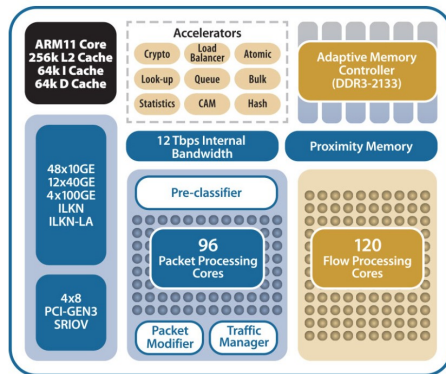 ARM11 Core
256k L2 Cache
64k I Cache
64k D Cache
Accelerators
Crypto
Load
Balancer
Atomic
Look-up
Queue
Bulk
Statistics
CAM
Hash
Adaptive Memory
Controller
(DDR3-2133)
12 Tbps Internal
Bandwidth
Proximity Memory
48x10GE
12x40GE
4x100GE
ILKN
ILKN-LA
4x8
PCI-GEN3
SRIOV
Pre-classifier
96
Packet Processing
Cores
Packet
Modifier
Traffic
Manager
120
Flow Processing
Cores